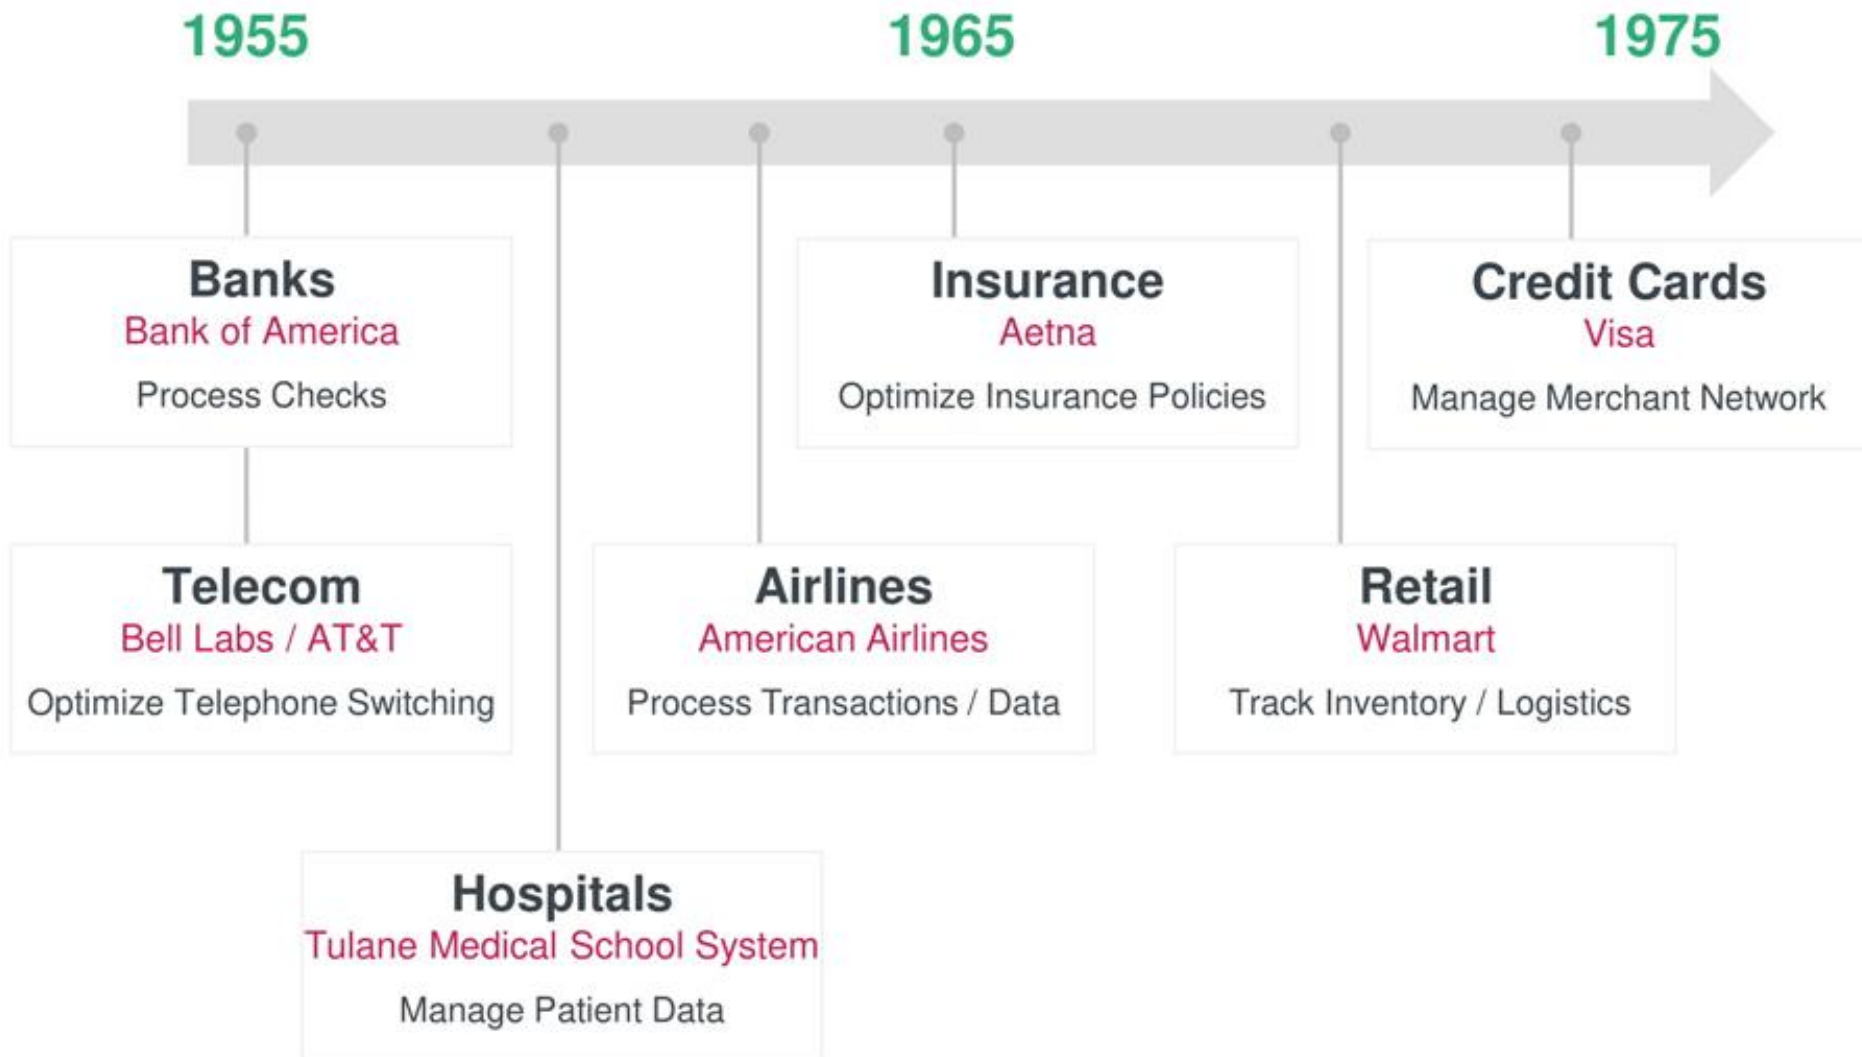 1955
1965
1975
Banks
Bank of America
Process Checks
Insurance
Aetna
Optimize Insurance Policies
Credit Cards
Visa
Manage Merchant Network
Telecom
Bell Labs / AT&T
Optimize Telephone Switching
Airlines
American Airlines
Process Transactions / Data
Retail
Walmart
Track Inventory / Logistics
Hospitals
Tulane Medical School System
Manage Patient Data